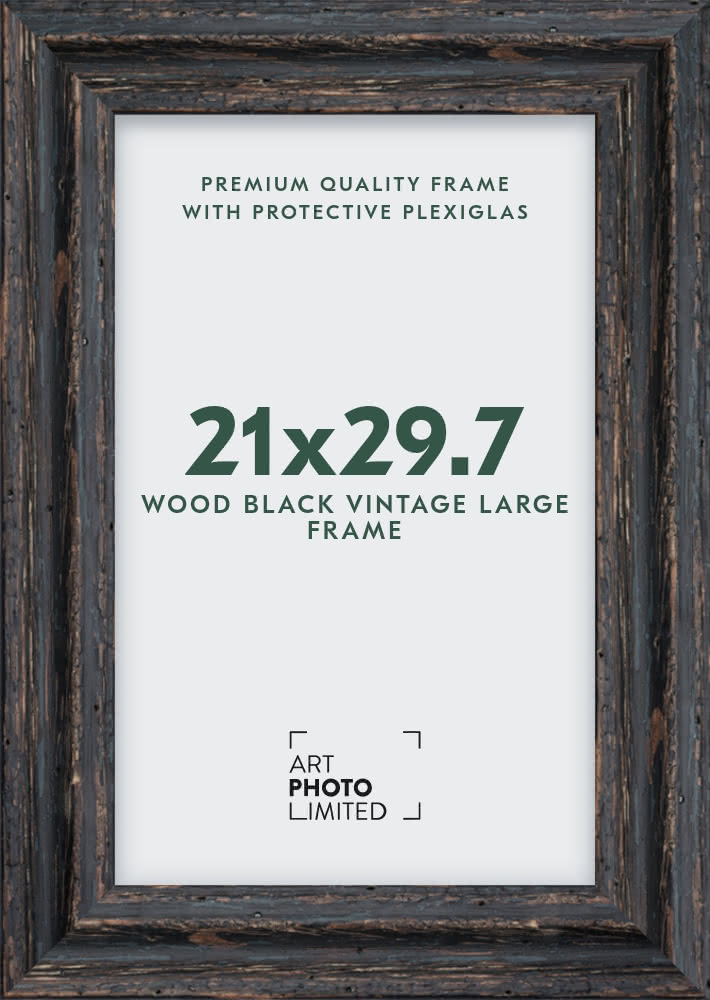 PREMIUM QUALITY FRAME
WITH PROTECTIVE PLEXIGLAS
21x29.7
WOOD BLACK VINTAGE LARGE
FRAME
ART
PHOTO
LIMITED